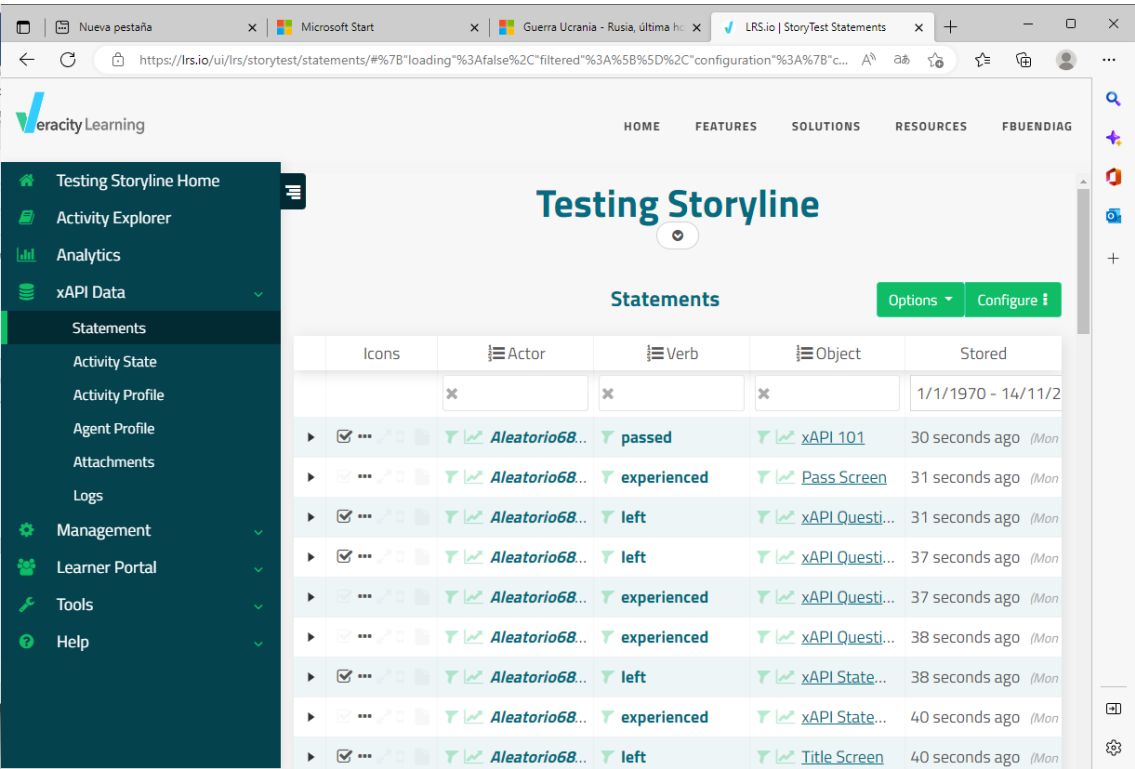 Nueva pestaña
Microsoft Start
Guerra Ucrania - Rusia, última ho
LRS.io | StoryTest Statements
https://lrs.io/ui/lrs/storytest/statements/#%7B"loading"%3Afalse%2C"filtered"%3A%5B%5D%2C"configuration"%3A%7B"c...
Veracity Learning
HOME FEATURES SOLUTIONS RESOURCES FBUENDIAG
Testing Storyline Home
Activity Explorer
Analytics
xAPI Data
Statements
Activity State
Activity Profile
Agent Profile
Attachments
Logs
Management
Learner Portal
Tools
Help
Testing Storyline
Statements
Options Configure
Icons Actor Verb Object Stored
1/1/1970 - 14/11/2
Aleatorio68... passed xAPI 101 30 seconds ago (Mon
Aleatorio68... experienced Pass Screen 31 seconds ago (Mon
Aleatorio68... left xAPI Questi... 31 seconds ago (Mon
Aleatorio68... left xAPI Questi... 37 seconds ago (Mon
Aleatorio68... experienced xAPI Questi... 37 seconds ago (Mon
Aleatorio68... experienced xAPI Questi... 38 seconds ago (Mon
Aleatorio68... left xAPI State... 38 seconds ago (Mon
Aleatorio68... experienced xAPI State... 40 seconds ago (Mon
Aleatorio68... left Title Screen 40 seconds ago (Mon